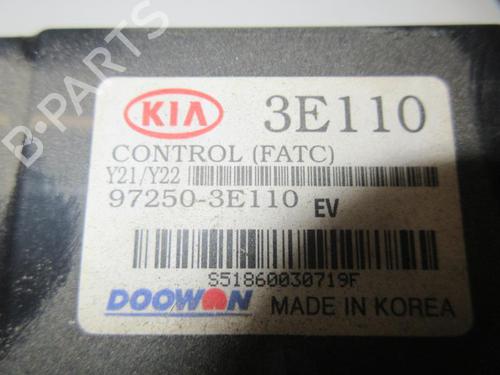 B-PARTS
KIA 3E110
CONTROL (FATC)
Y21/Y22
97250-3E110 EV
S51860030719F
DOOWON MADE IN KOREA